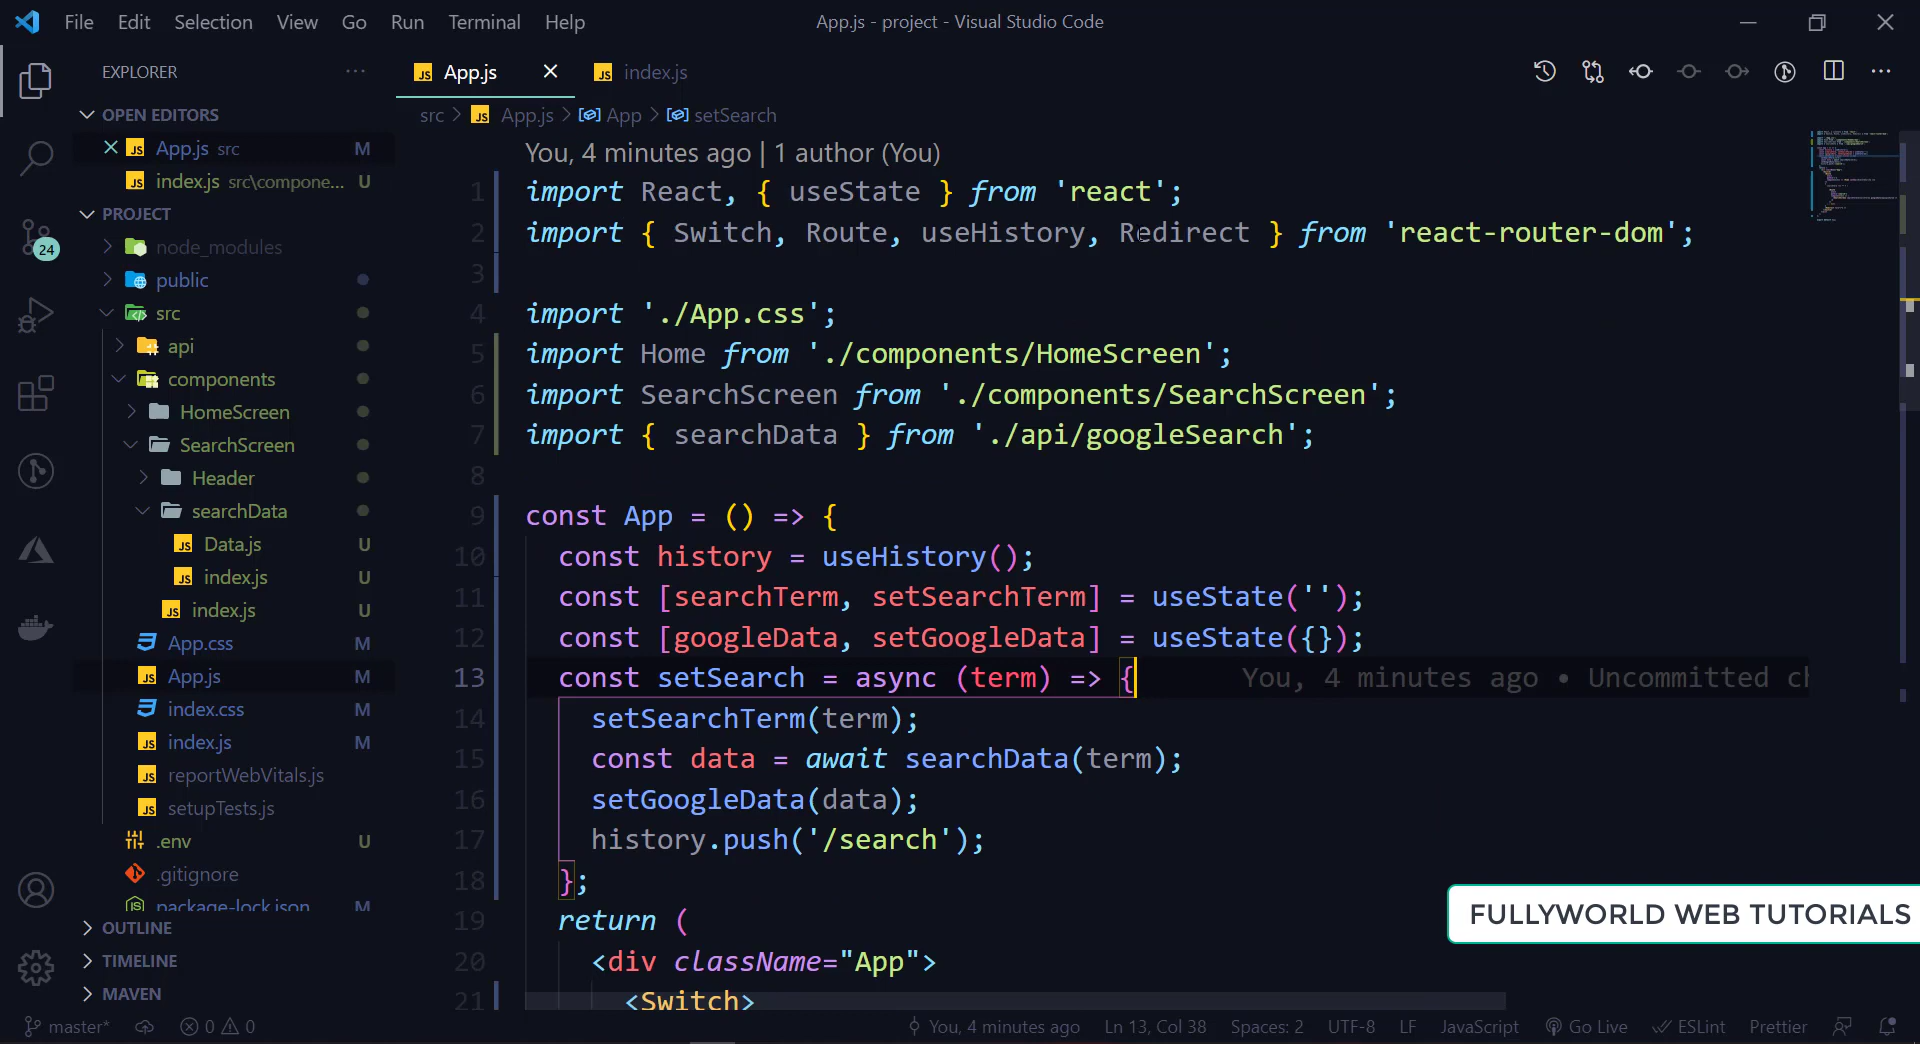 File Edit Selection View Go Run Terminal Help
App.js - project - Visual Studio Code
EXPLORER
OPEN EDITORS
App.js src M
index.js src\compone... U
PROJECT
node_modules
public
src
api
components
HomeScreen
SearchScreen
Header
searchData
Data.js U
index.js U
index.js U
App.css M
App.js M
index.css M
index.js M
reportWebVitals.js
setupTests.js
.env U
.gitignore
package-lock.json M
OUTLINE
TIMELINE
MAVEN
24
App.js
index.js
src > App.js > App > setSearch
You, 4 minutes ago | 1 author (You)
1 import React, { useState } from 'react';
2 import { Switch, Route, useHistory, Redirect } from 'react-router-dom';
3
4 import './App.css';
5 import Home from './components/HomeScreen';
6 import SearchScreen from './components/SearchScreen';
7 import { searchData } from './api/googleSearch';
8
9 const App = () => {
10 const history = useHistory();
11 const [searchTerm, setSearchTerm] = useState('');
12 const [googleData, setGoogleData] = useState({});
13 const setSearch = async (term) => { You, 4 minutes ago • Uncommitted ch
14 setSearchTerm(term);
15 const data = await searchData(term);
16 setGoogleData(data);
17 history.push('/search');
18 };
19 return (
20 <div className="App">
21 <Switch>
FULLYWORLD WEB TUTORIALS
master* 0 0 You, 4 minutes ago Ln 13, Col 38 Spaces: 2 UTF-8 LF JavaScript Go Live ESLint Prettier